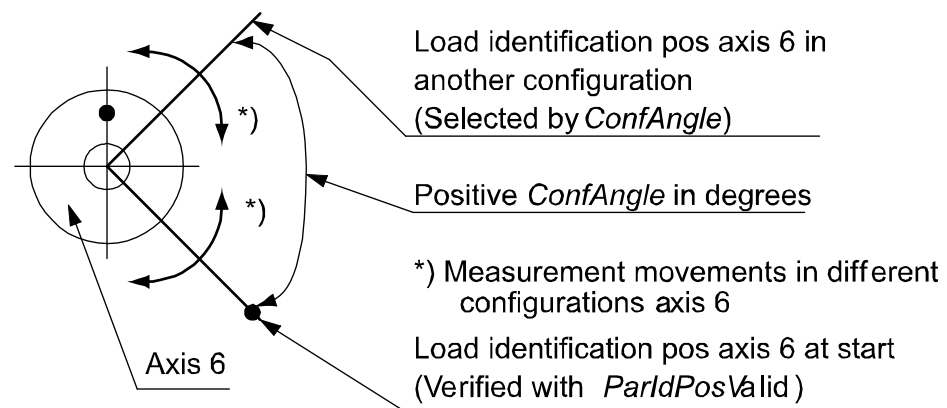 Load identification pos axis 6 in
another configuration
(Selected by ConfAngle)
*)
Positive ConfAngle in degrees
*)
*) Measurement movements in different
configurations axis 6
Load identification pos axis 6 at start
(Verified with ParIdPosValid)
Axis 6